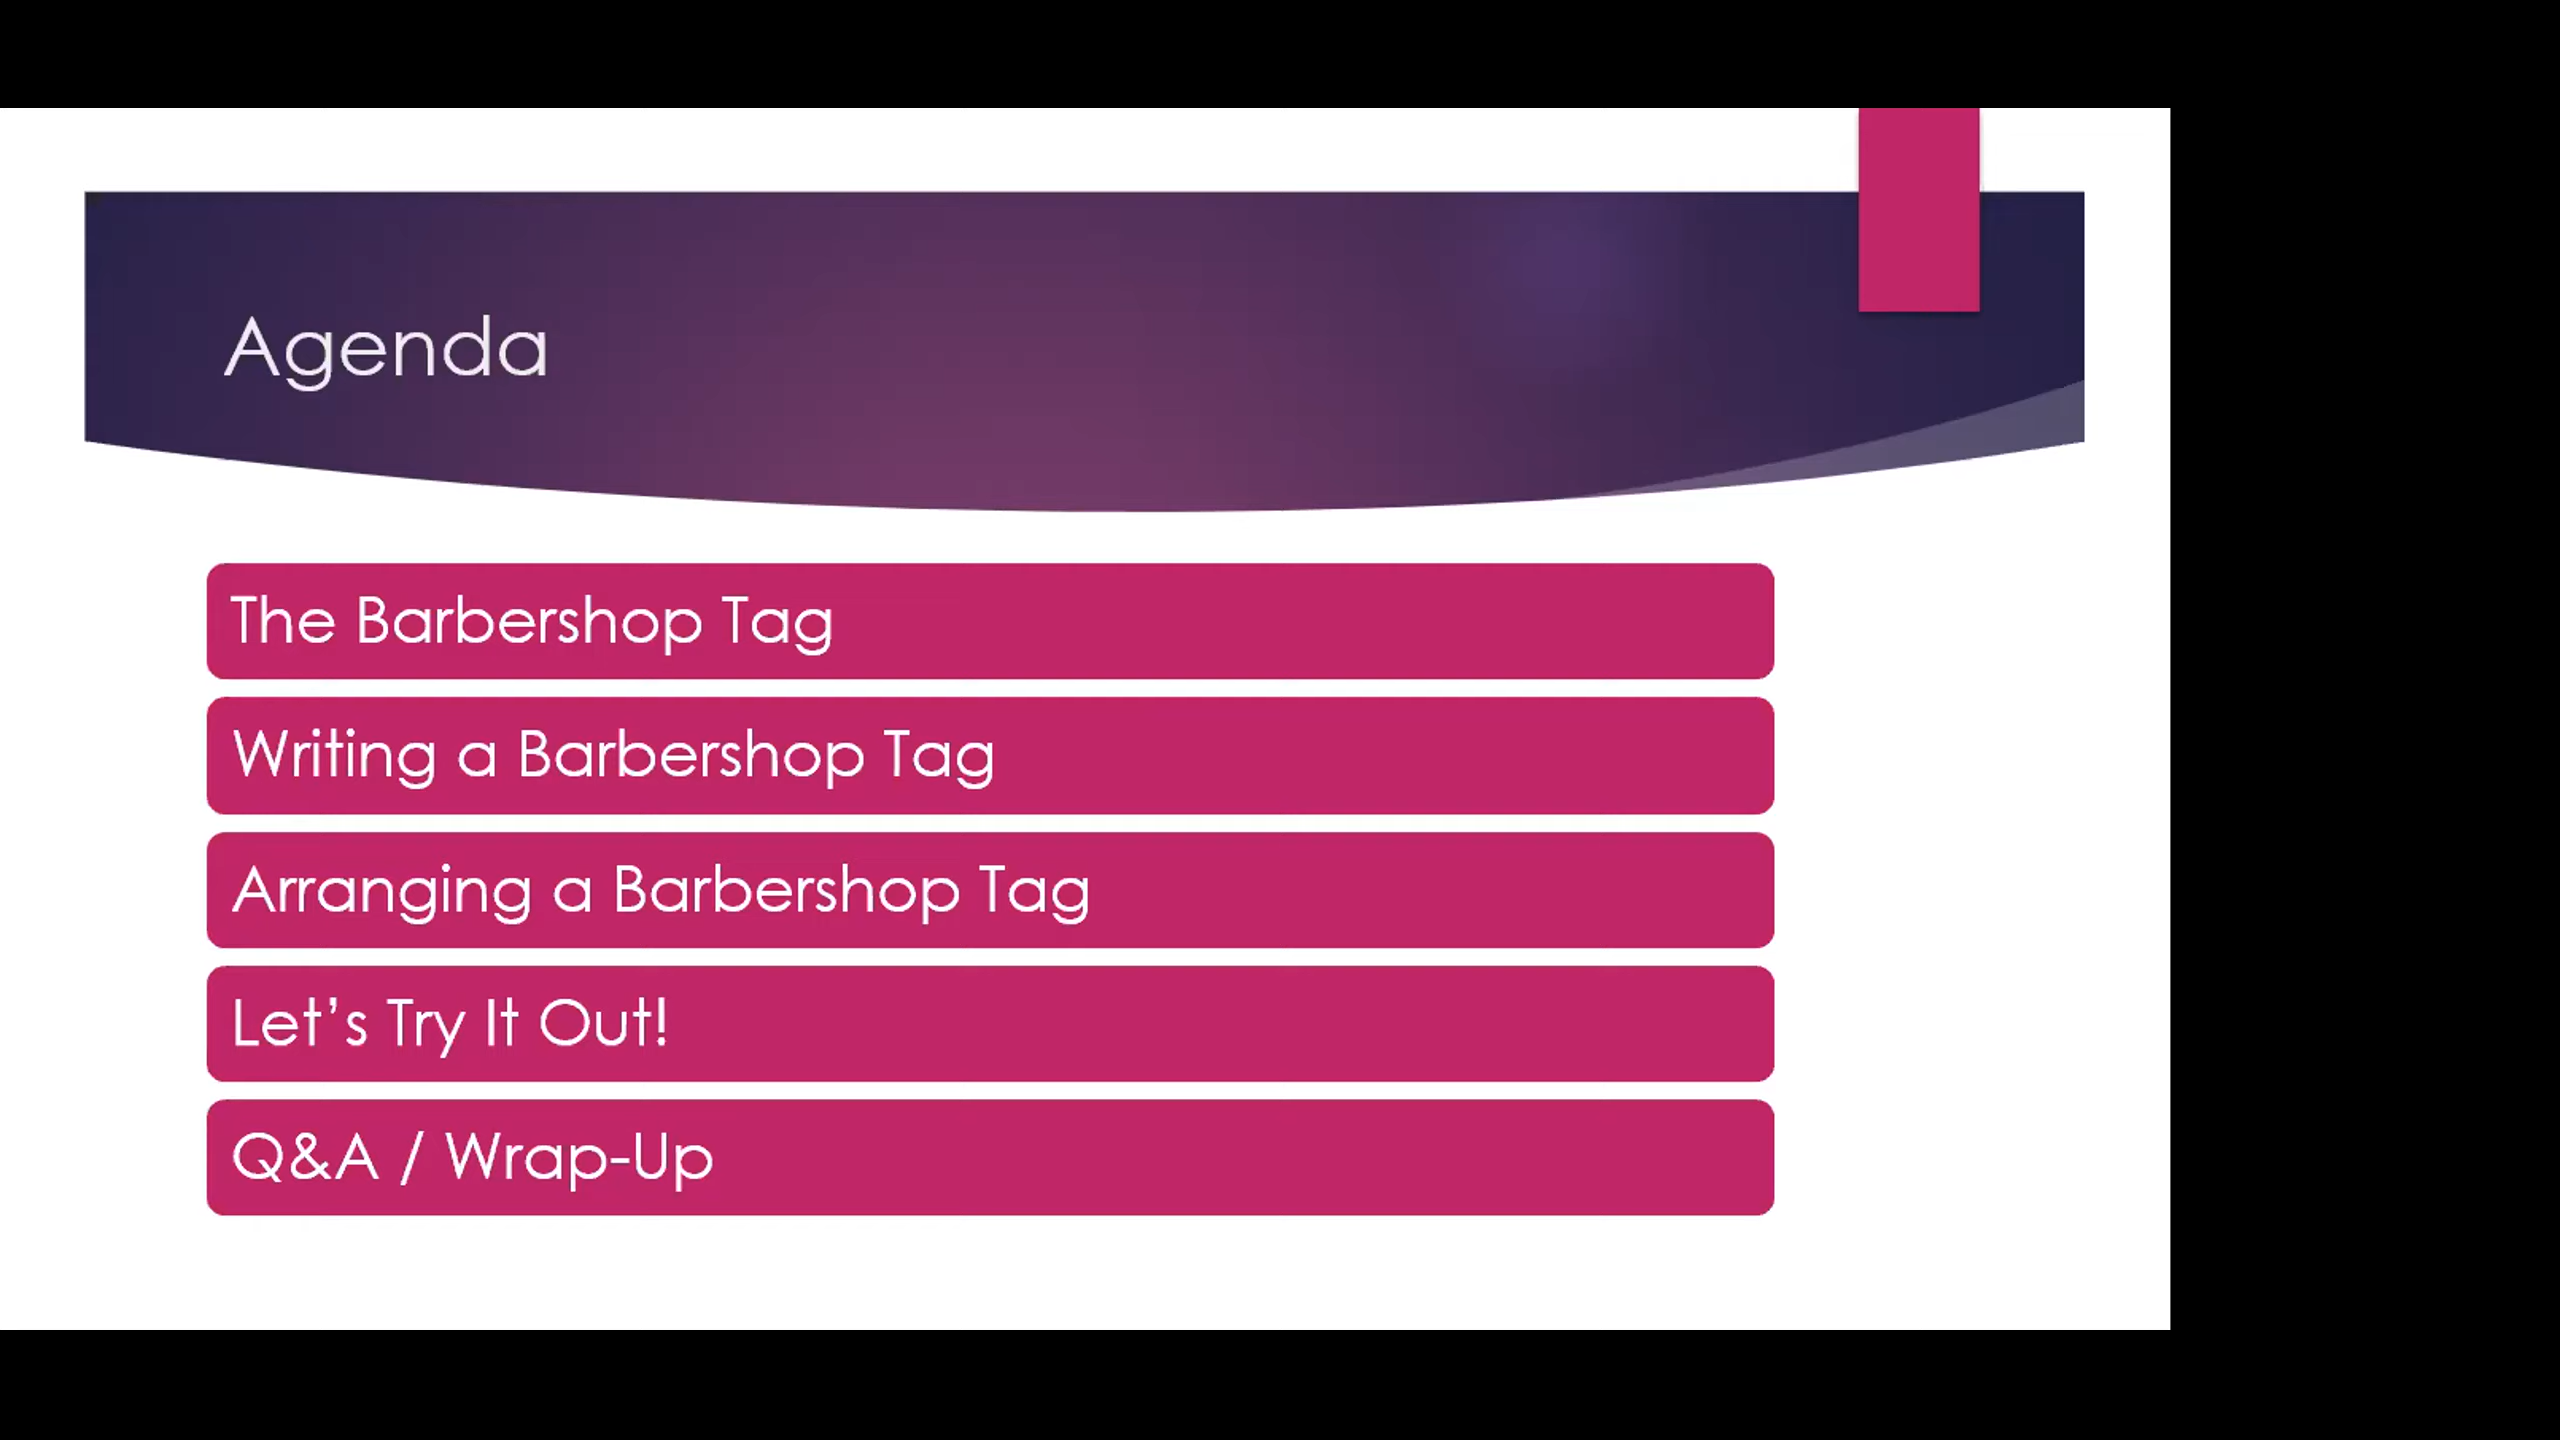 Agenda
The Barbershop Tag
Writing a Barbershop Tag
Arranging a Barbershop Tag
Let’s Try It Out!
Q&A / Wrap-Up